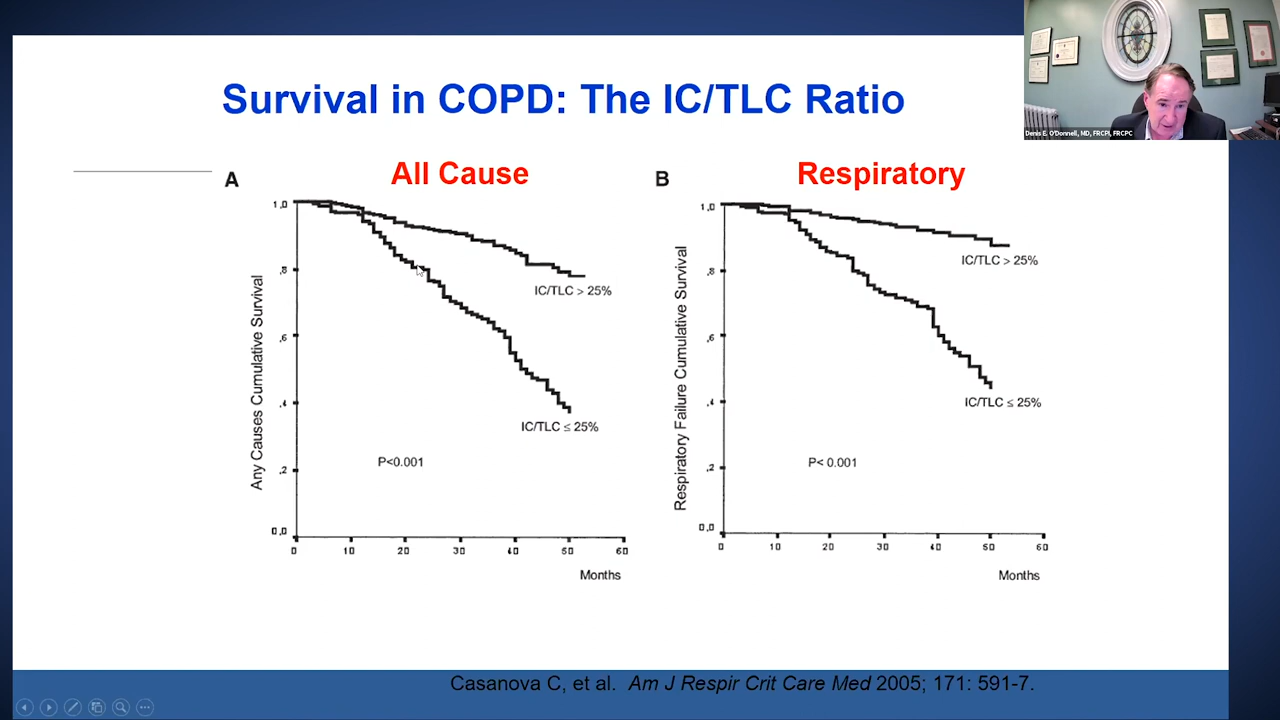 Survival in COPD: The IC/TLC Ratio
Denis E. O'Donnell, MD, FRCPI, FRCPC
A
All Cause
Any Causes Cumulative Survival
1,0
,8
,6
,4
,2
0,0
IC/TLC > 25%
IC/TLC ≤ 25%
P<0.001
0 10 20 30 40 50 60
Months
B
Respiratory
Respiratory Failure Cumulative Survival
1,0
,8
,6
,4
,2
0,0
IC/TLC > 25%
IC/TLC ≤ 25%
P< 0.001
0 10 20 30 40 50 60
Months
Casanova C, et al. Am J Respir Crit Care Med 2005; 171: 591-7.